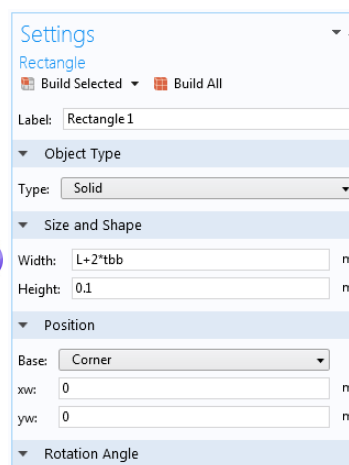 Settings
Rectangle
Build Selected Build All
Label: Rectangle 1
Object Type
Type: Solid
Size and Shape
Width: L+2*tbb
Height: 0.1
Position
Base: Corner
xw: 0
yw: 0
Rotation Angle